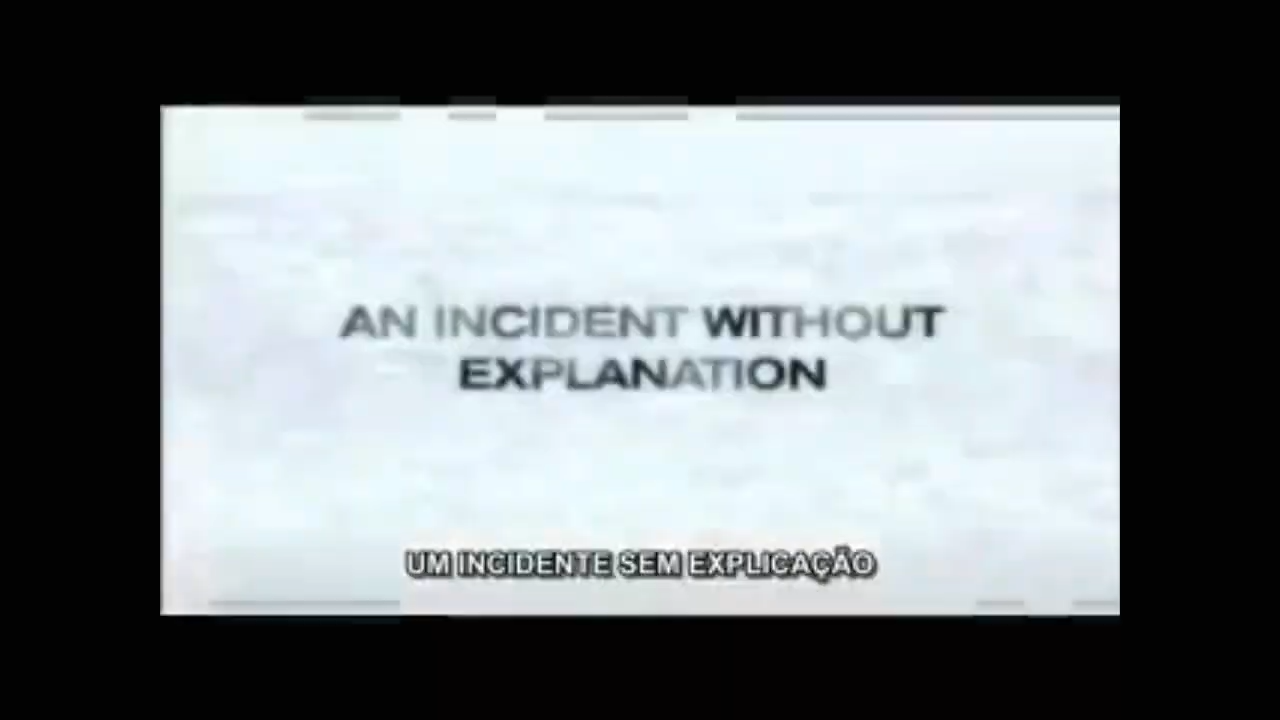 AN INCIDENT WITHOUT
EXPLANATION
UM INCIDENTE SEM EXPLICAÇÃO